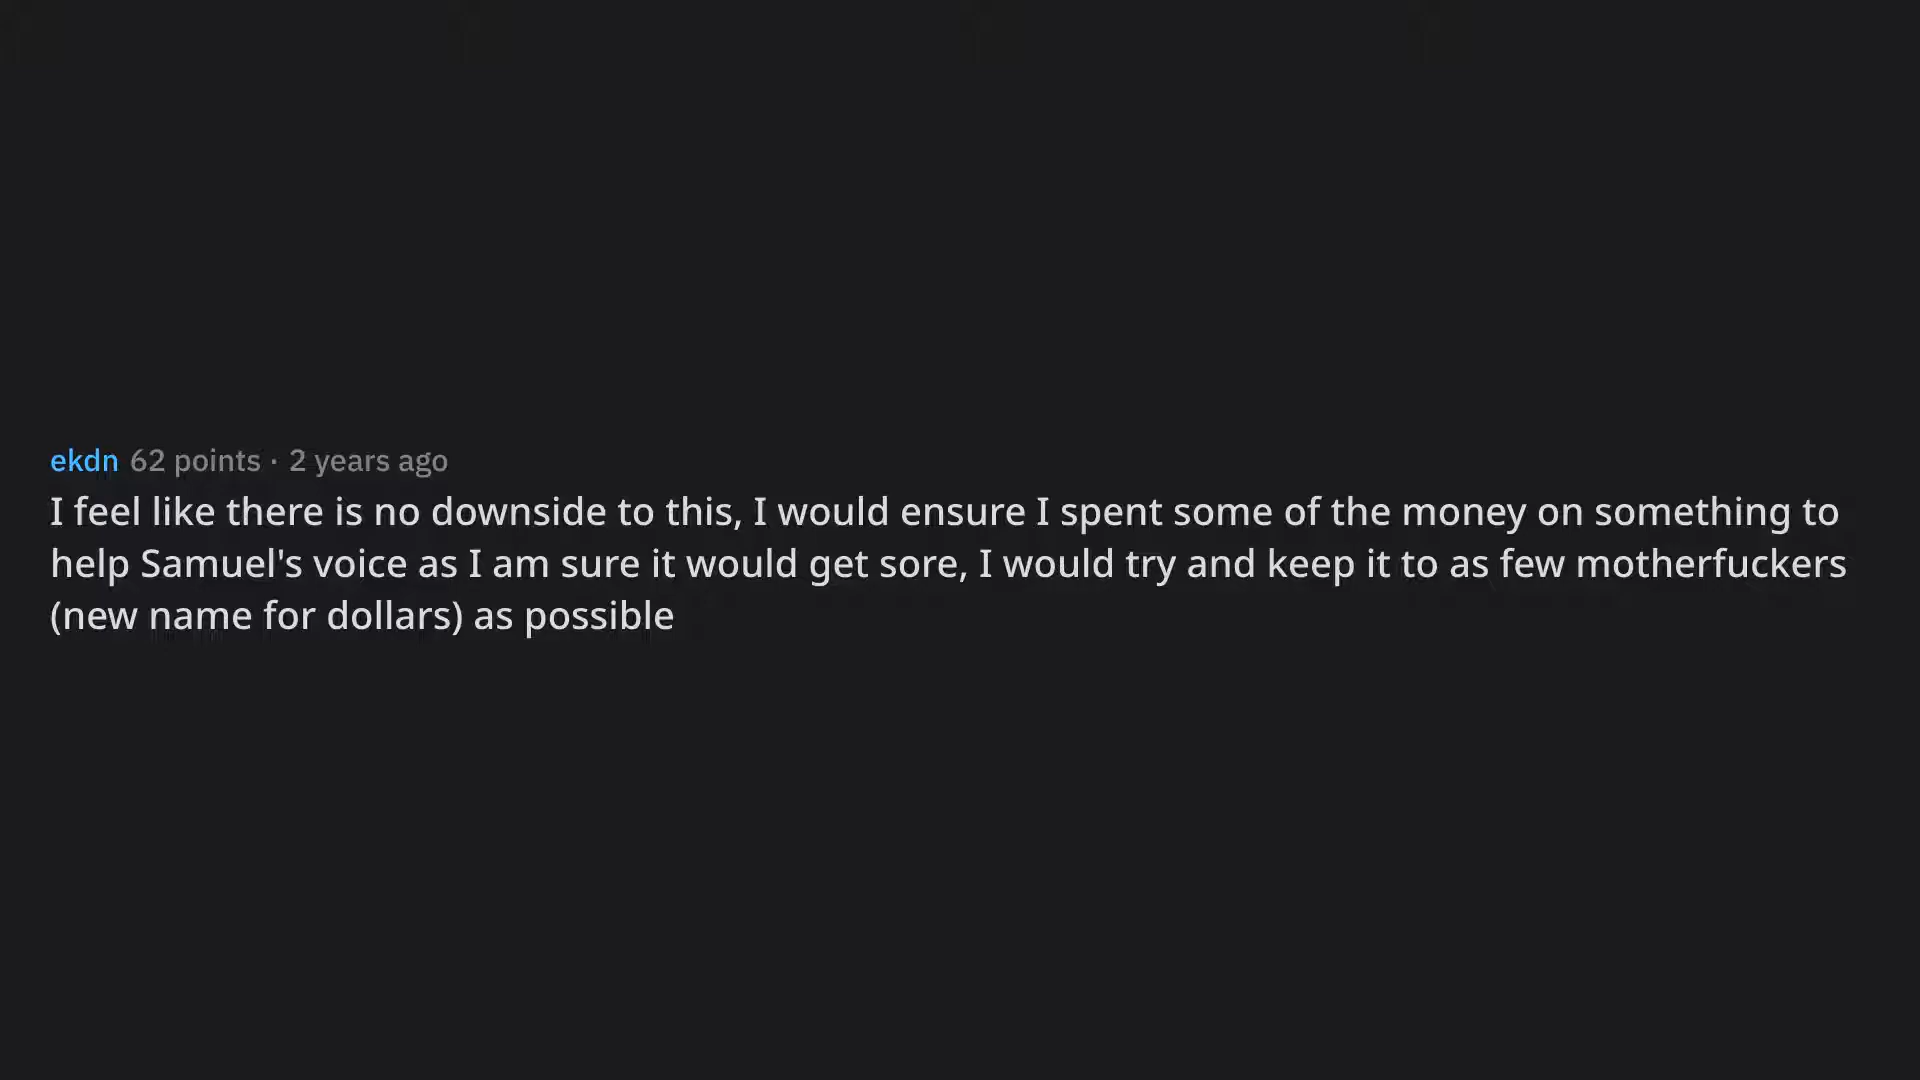 ekdn 62 points · 2 years ago
I feel like there is no downside to this, I would ensure I spent some of the money on something to
help Samuel's voice as I am sure it would get sore, I would try and keep it to as few motherfuckers
(new name for dollars) as possible